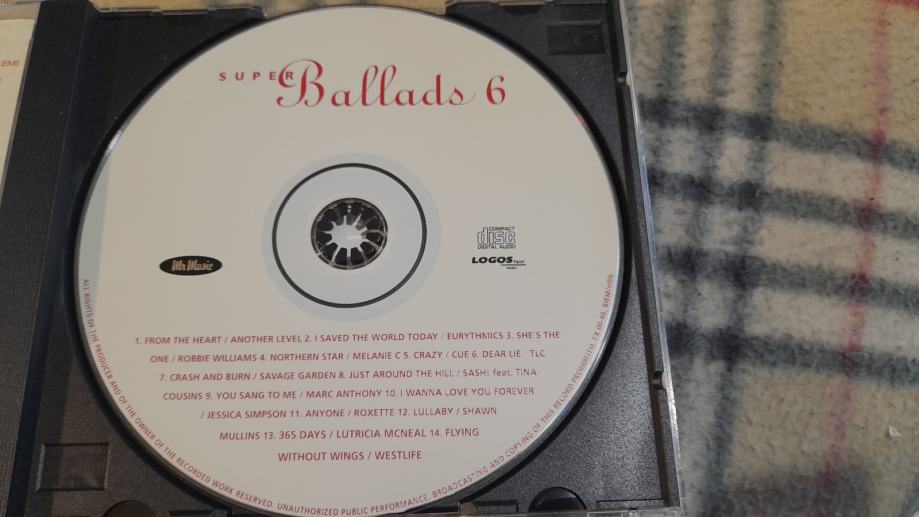 SUPER
Ballads 6
Mr Music
COMPACT
disc
DIGITAL AUDIO
LOGOS
1. FROM THE HEART / ANOTHER LEVEL 2. I SAVED THE WORLD TODAY / EURYTHMICS 3. SHE'S THE
ONE / ROBBIE WILLIAMS 4. NORTHERN STAR / MELANIE C 5. CRAZY / CUE 6. DEAR LIE / TLC
7. CRASH AND BURN / SAVAGE GARDEN 8. JUST AROUND THE HILL / SASH! feat. TINA
COUSINS 9. YOU SANG TO ME / MARC ANTHONY 10. I WANNA LOVE YOU FOREVER
/ JESSICA SIMPSON 11. ANYONE / ROXETTE 12. LULLABY / SHAWN
MULLINS 13. 365 DAYS / LUTRICIA MCNEAL 14. FLYING
WITHOUT WINGS / WESTLIFE
ALL RIGHTS OF THE PRODUCER AND OF THE OWNER OF THE RECORDED WORK RESERVED. UNAUTHORIZED PUBLIC PERFORMANCE, BROADCASTING AND COPYING OF THIS RECORD PROHIBITED.